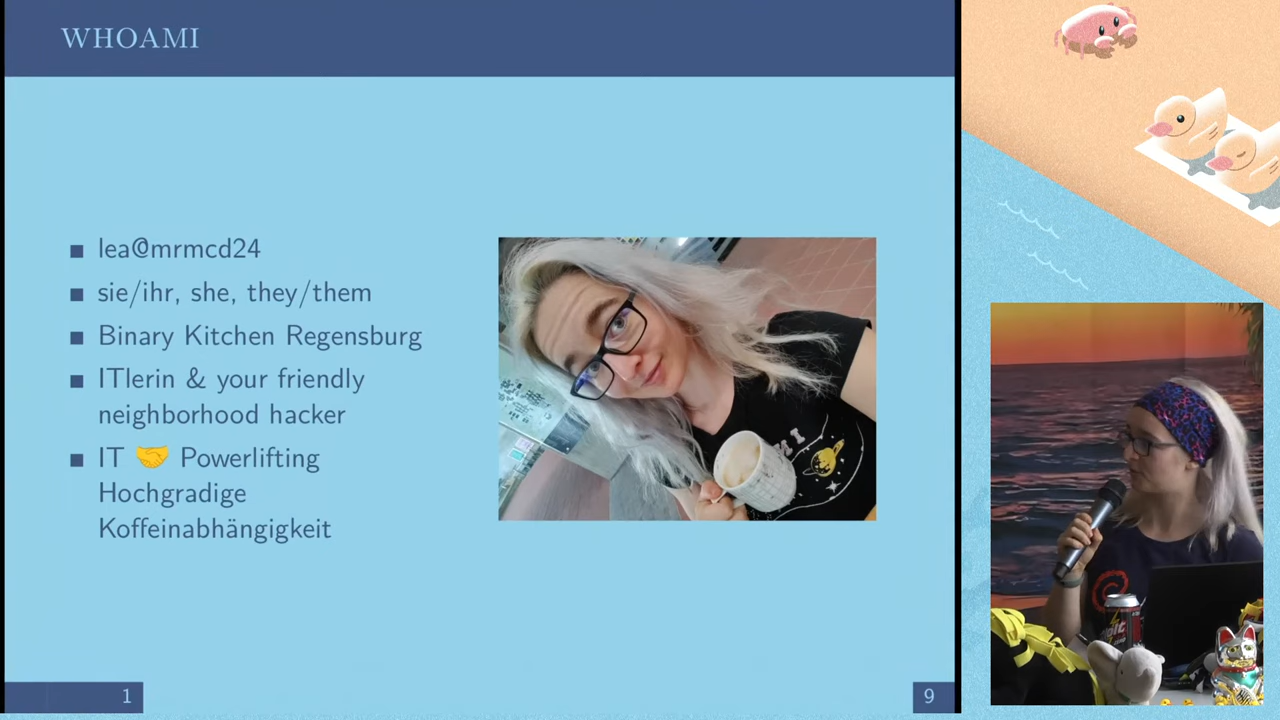 WHOAMI
lea@mrmcd24
sie/ihr, she, they/them
Binary Kitchen Regensburg
ITlerin & your friendly
neighborhood hacker
IT 🤝 Powerlifting
Hochgradige
Koffeinabhängigkeit
1
9